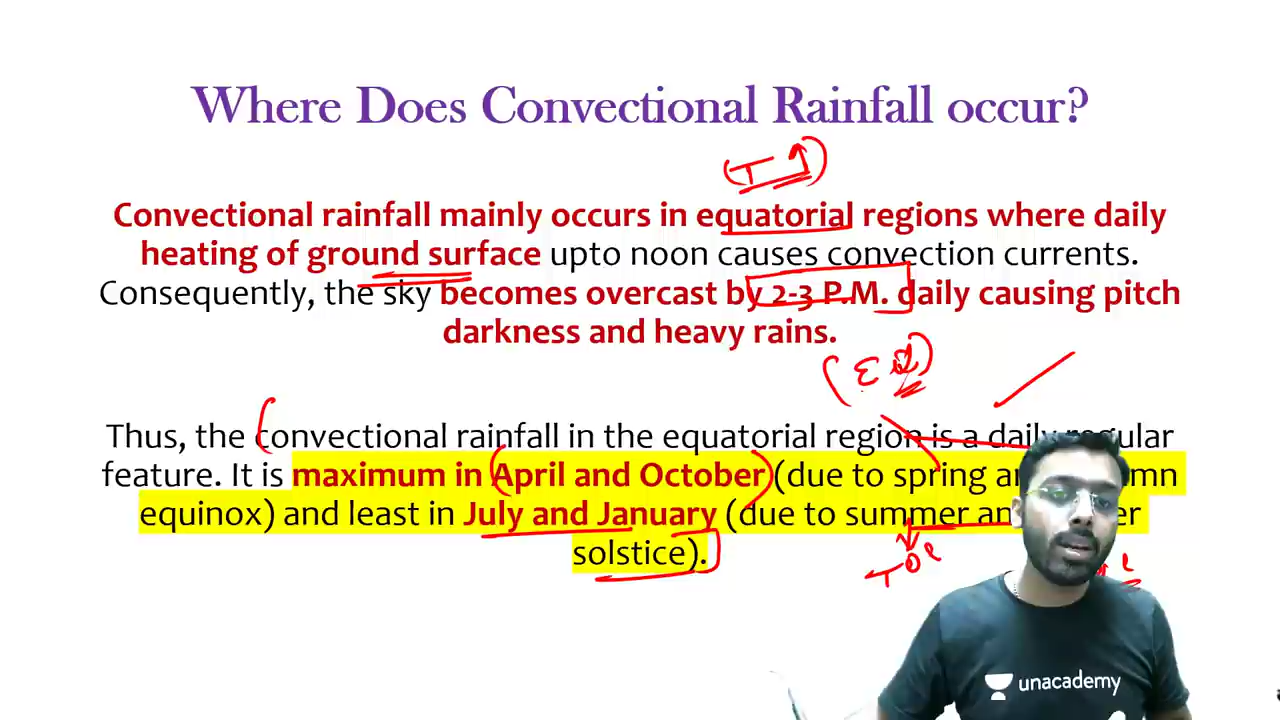 Where Does Convectional Rainfall occur?
(T ↑)
Convectional rainfall mainly occurs in equatorial regions where daily
heating of ground surface upto noon causes convection currents.
Consequently, the sky becomes overcast by 2-3 P.M. daily causing pitch
darkness and heavy rains.
Thus, the convectional rainfall in the equatorial region is a daily regular
feature. It is maximum in April and October (due to spring
equinox) and least in July and January (due to summer
solstice).
unacademy